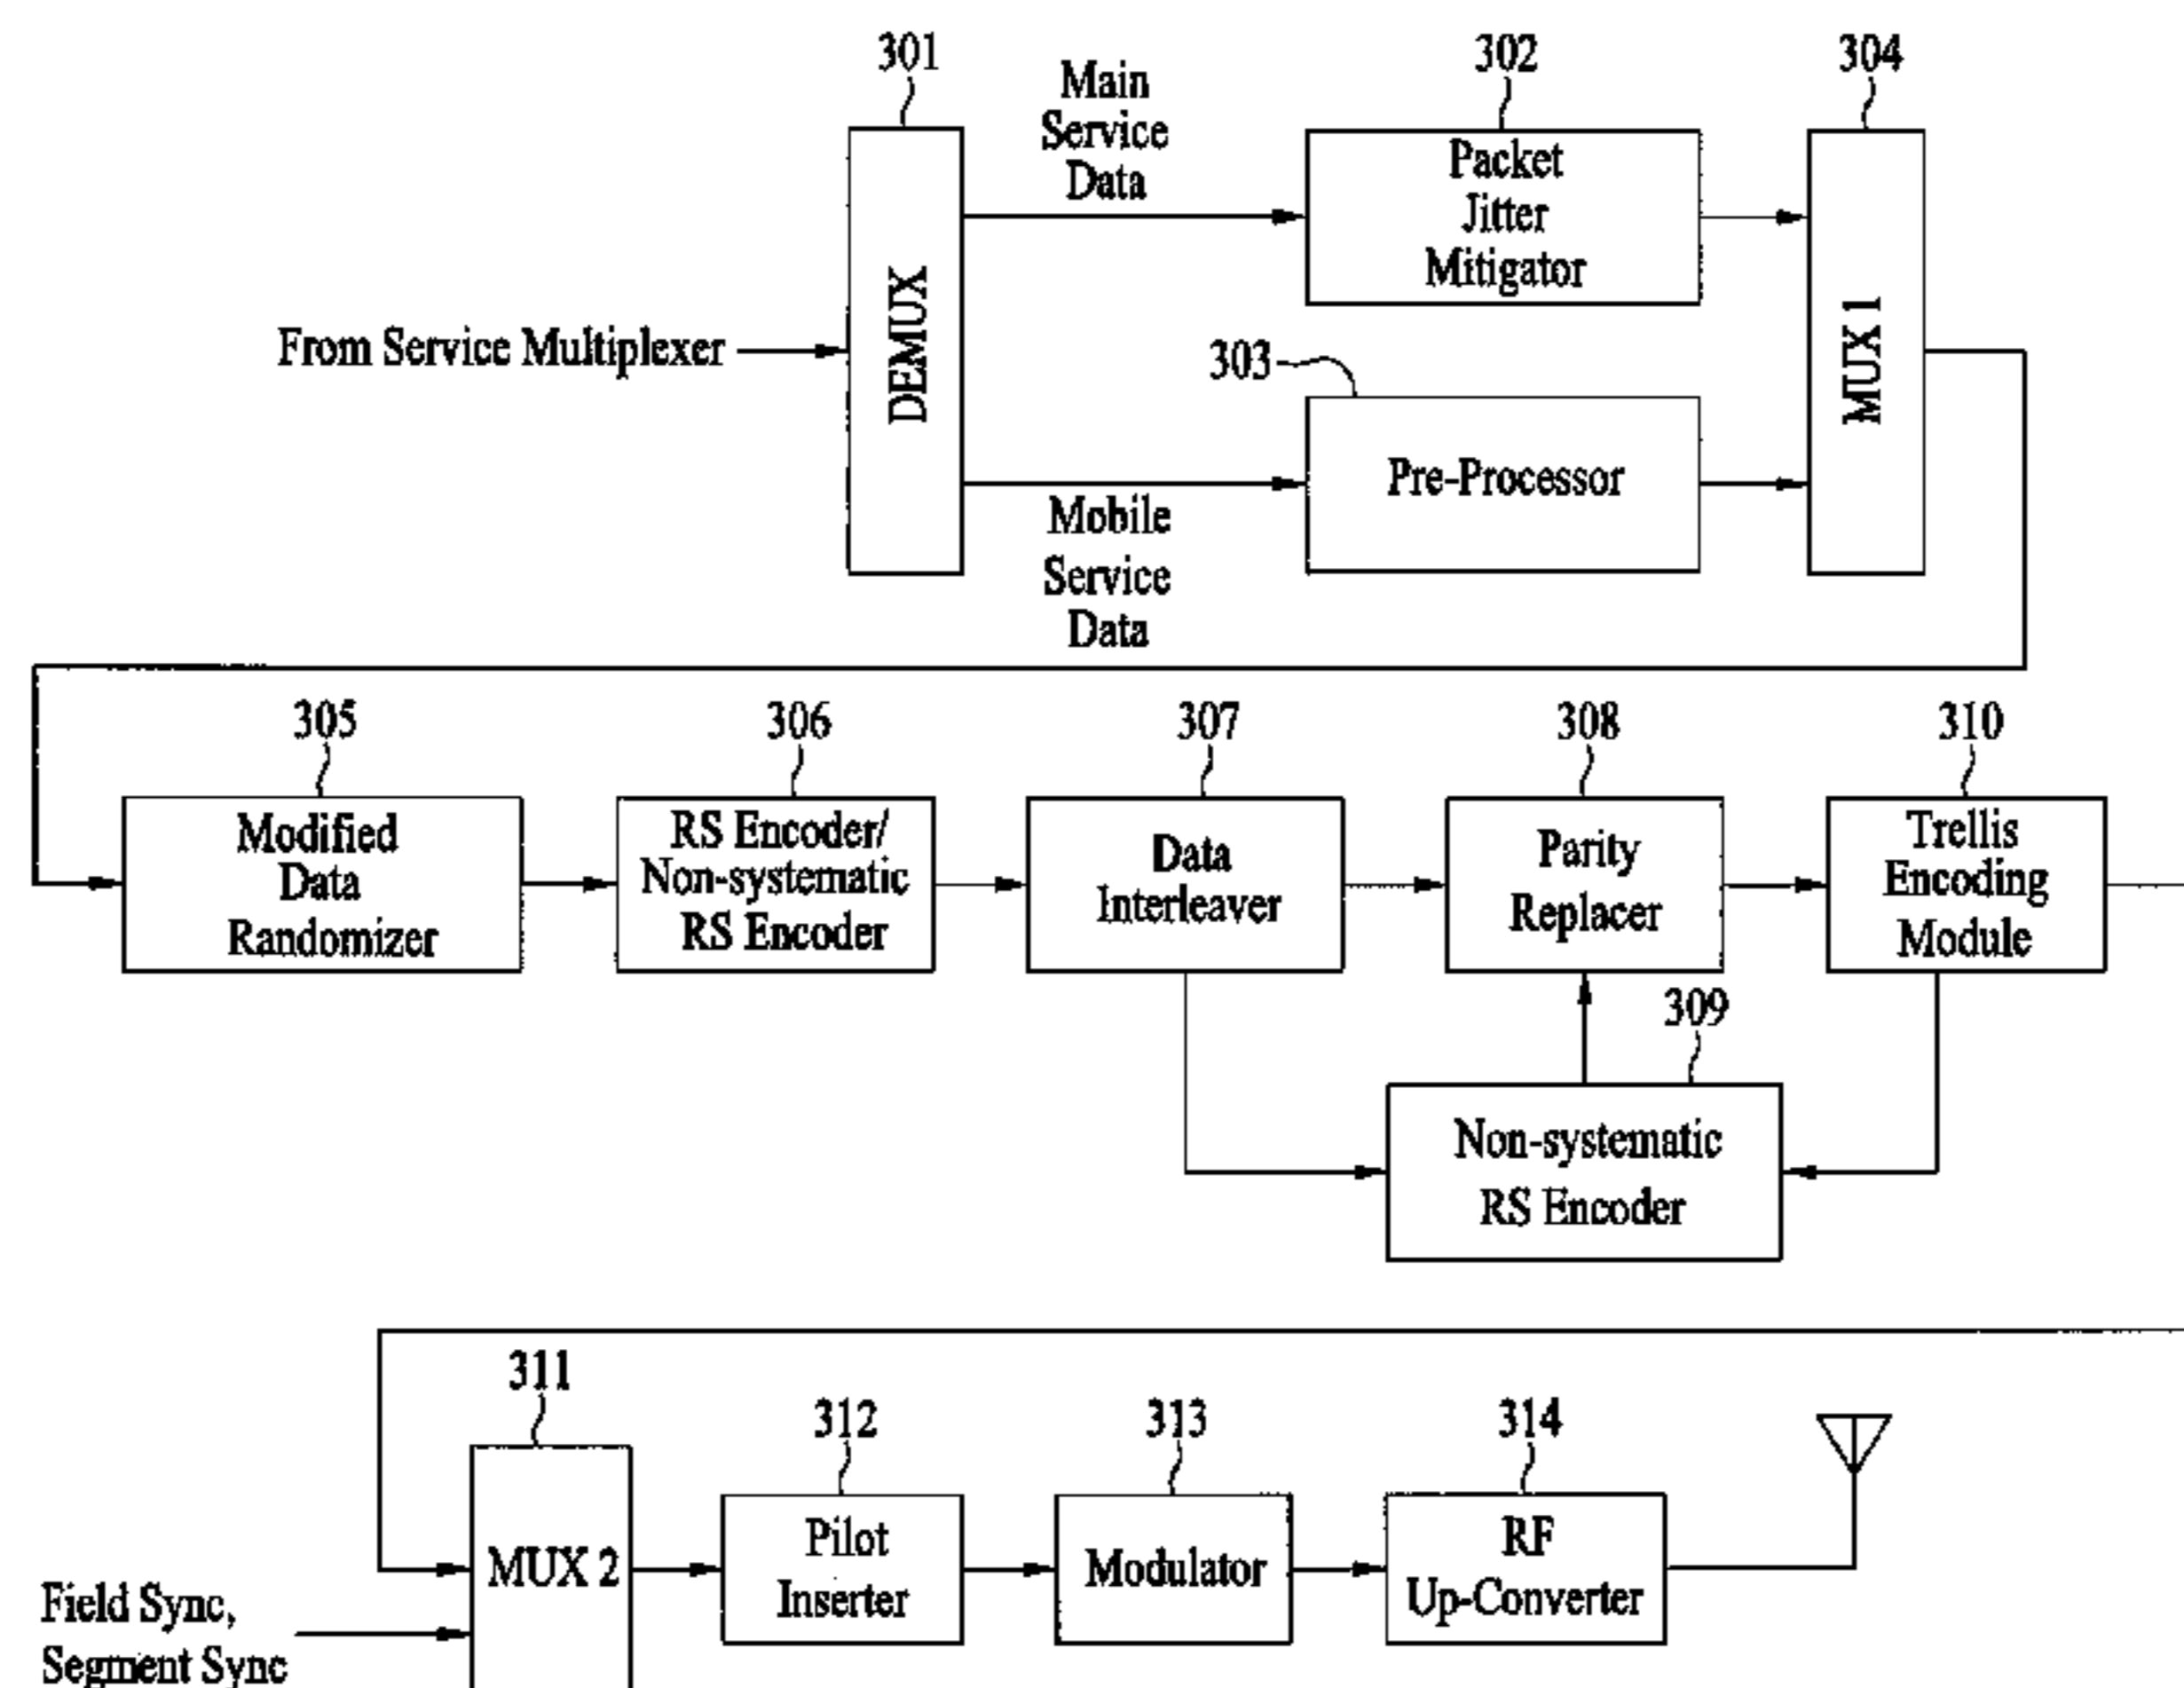 301
302
304
Main
Service
Data
Packet
Jitter
Mitigator
DEMUX
MUX 1
From Service Multiplexer
303
Pre-Processor
Mobile
Service
Data
305
306
307
308
310
Modified
Data
Randomizer
RS Encoder/
Non-systematic
RS Encoder
Data
Interleaver
Parity
Replacer
Trellis
Encoding
Module
309
Non-systematic
RS Encoder
311
312
313
314
MUX 2
Pilot
Inserter
Modulator
RF
Up-Converter
Field Sync,
Segment Sync